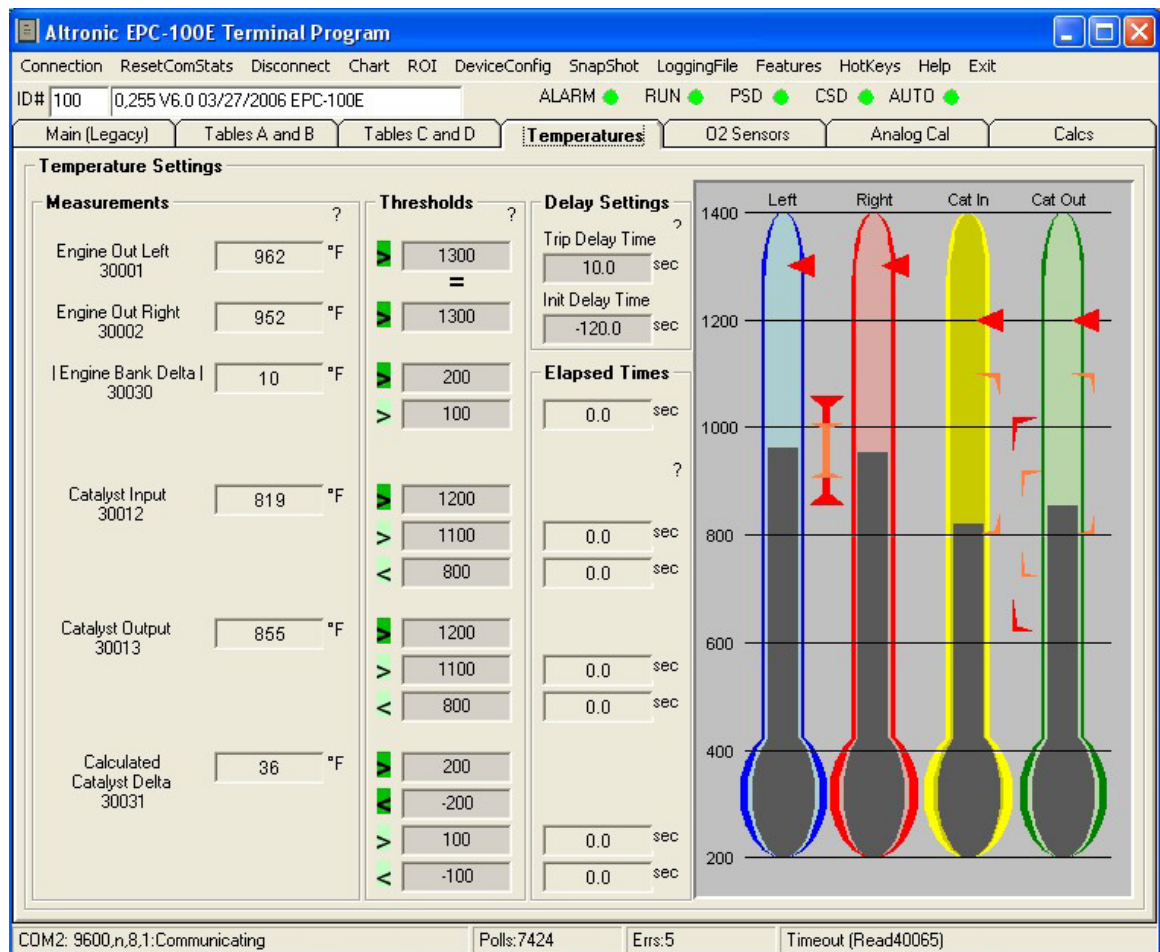 Altronic EPC-100E Terminal Program
Connection ResetComStats Disconnect Chart ROI DeviceConfig SnapShot LoggingFile Features HotKeys Help Exit
ID# 100 0,255 V6.0 03/27/2006 EPC-100E ALARM RUN PSD CSD AUTO
Main (Legacy) Tables A and B Tables C and D Temperatures O2 Sensors Analog Cal Calcs
Temperature Settings
Measurements
?
Engine Out Left
30001
962 °F
Engine Out Right
30002
952 °F
| Engine Bank Delta |
30030
10 °F
Catalyst Input
30012
819 °F
Catalyst Output
30013
855 °F
Calculated
Catalyst Delta
30031
36 °F
Thresholds
?
> 1300
=
> 1300
> 200
> 100
> 1200
> 1100
< 800
> 1200
> 1100
< 800
> 200
< -200
> 100
< -100
Delay Settings
?
Trip Delay Time
10.0 sec
Init Delay Time
-120.0 sec
Elapsed Times
0.0 sec
?
0.0 sec
0.0 sec
0.0 sec
0.0 sec
0.0 sec
0.0 sec
Left Right Cat In Cat Out
1400
1200
1000
800
600
400
200
COM2: 9600,n,8,1:Communicating Polls:7424 Errs:5 Timeout (Read40065)